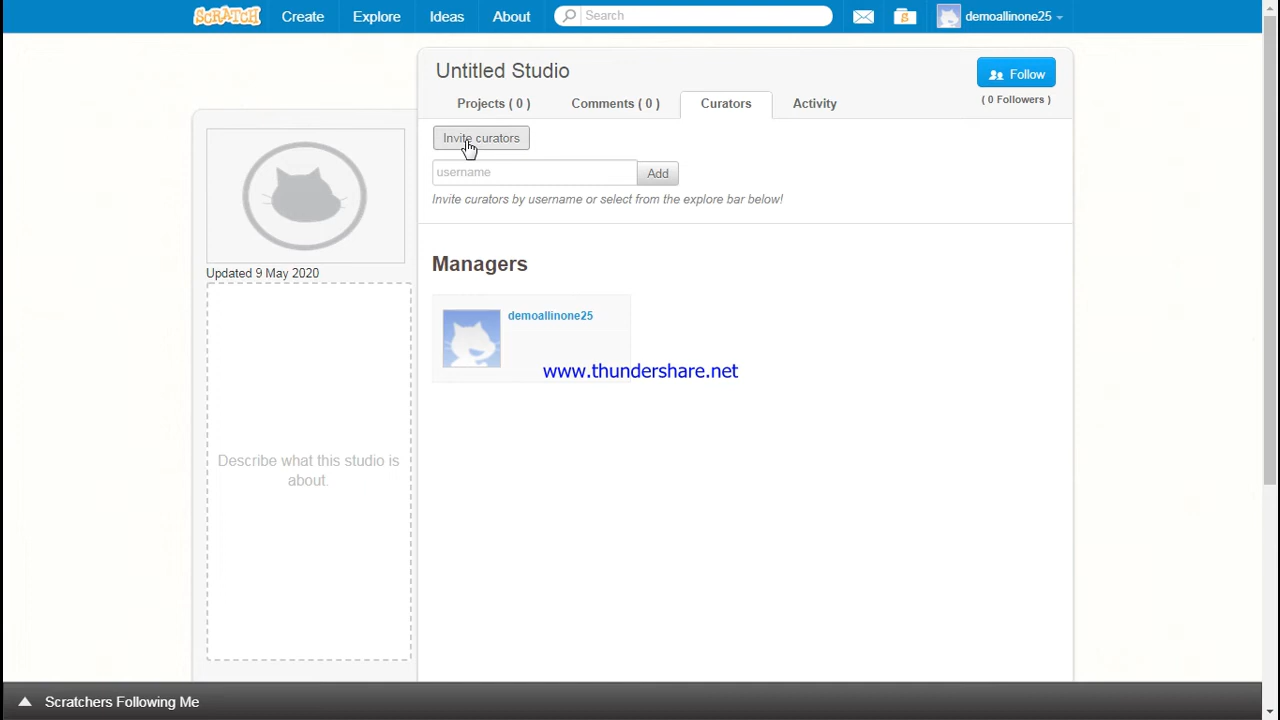 SCRATCH Create Explore Ideas About Search demoallinone25
Untitled Studio
Follow
( 0 Followers )
Projects ( 0 ) Comments ( 0 ) Curators Activity
Invite curators
username Add
Invite curators by username or select from the explore bar below!
Updated 9 May 2020
Describe what this studio is
about.
Managers
demoallinone25
www.thundershare.net
Scratchers Following Me